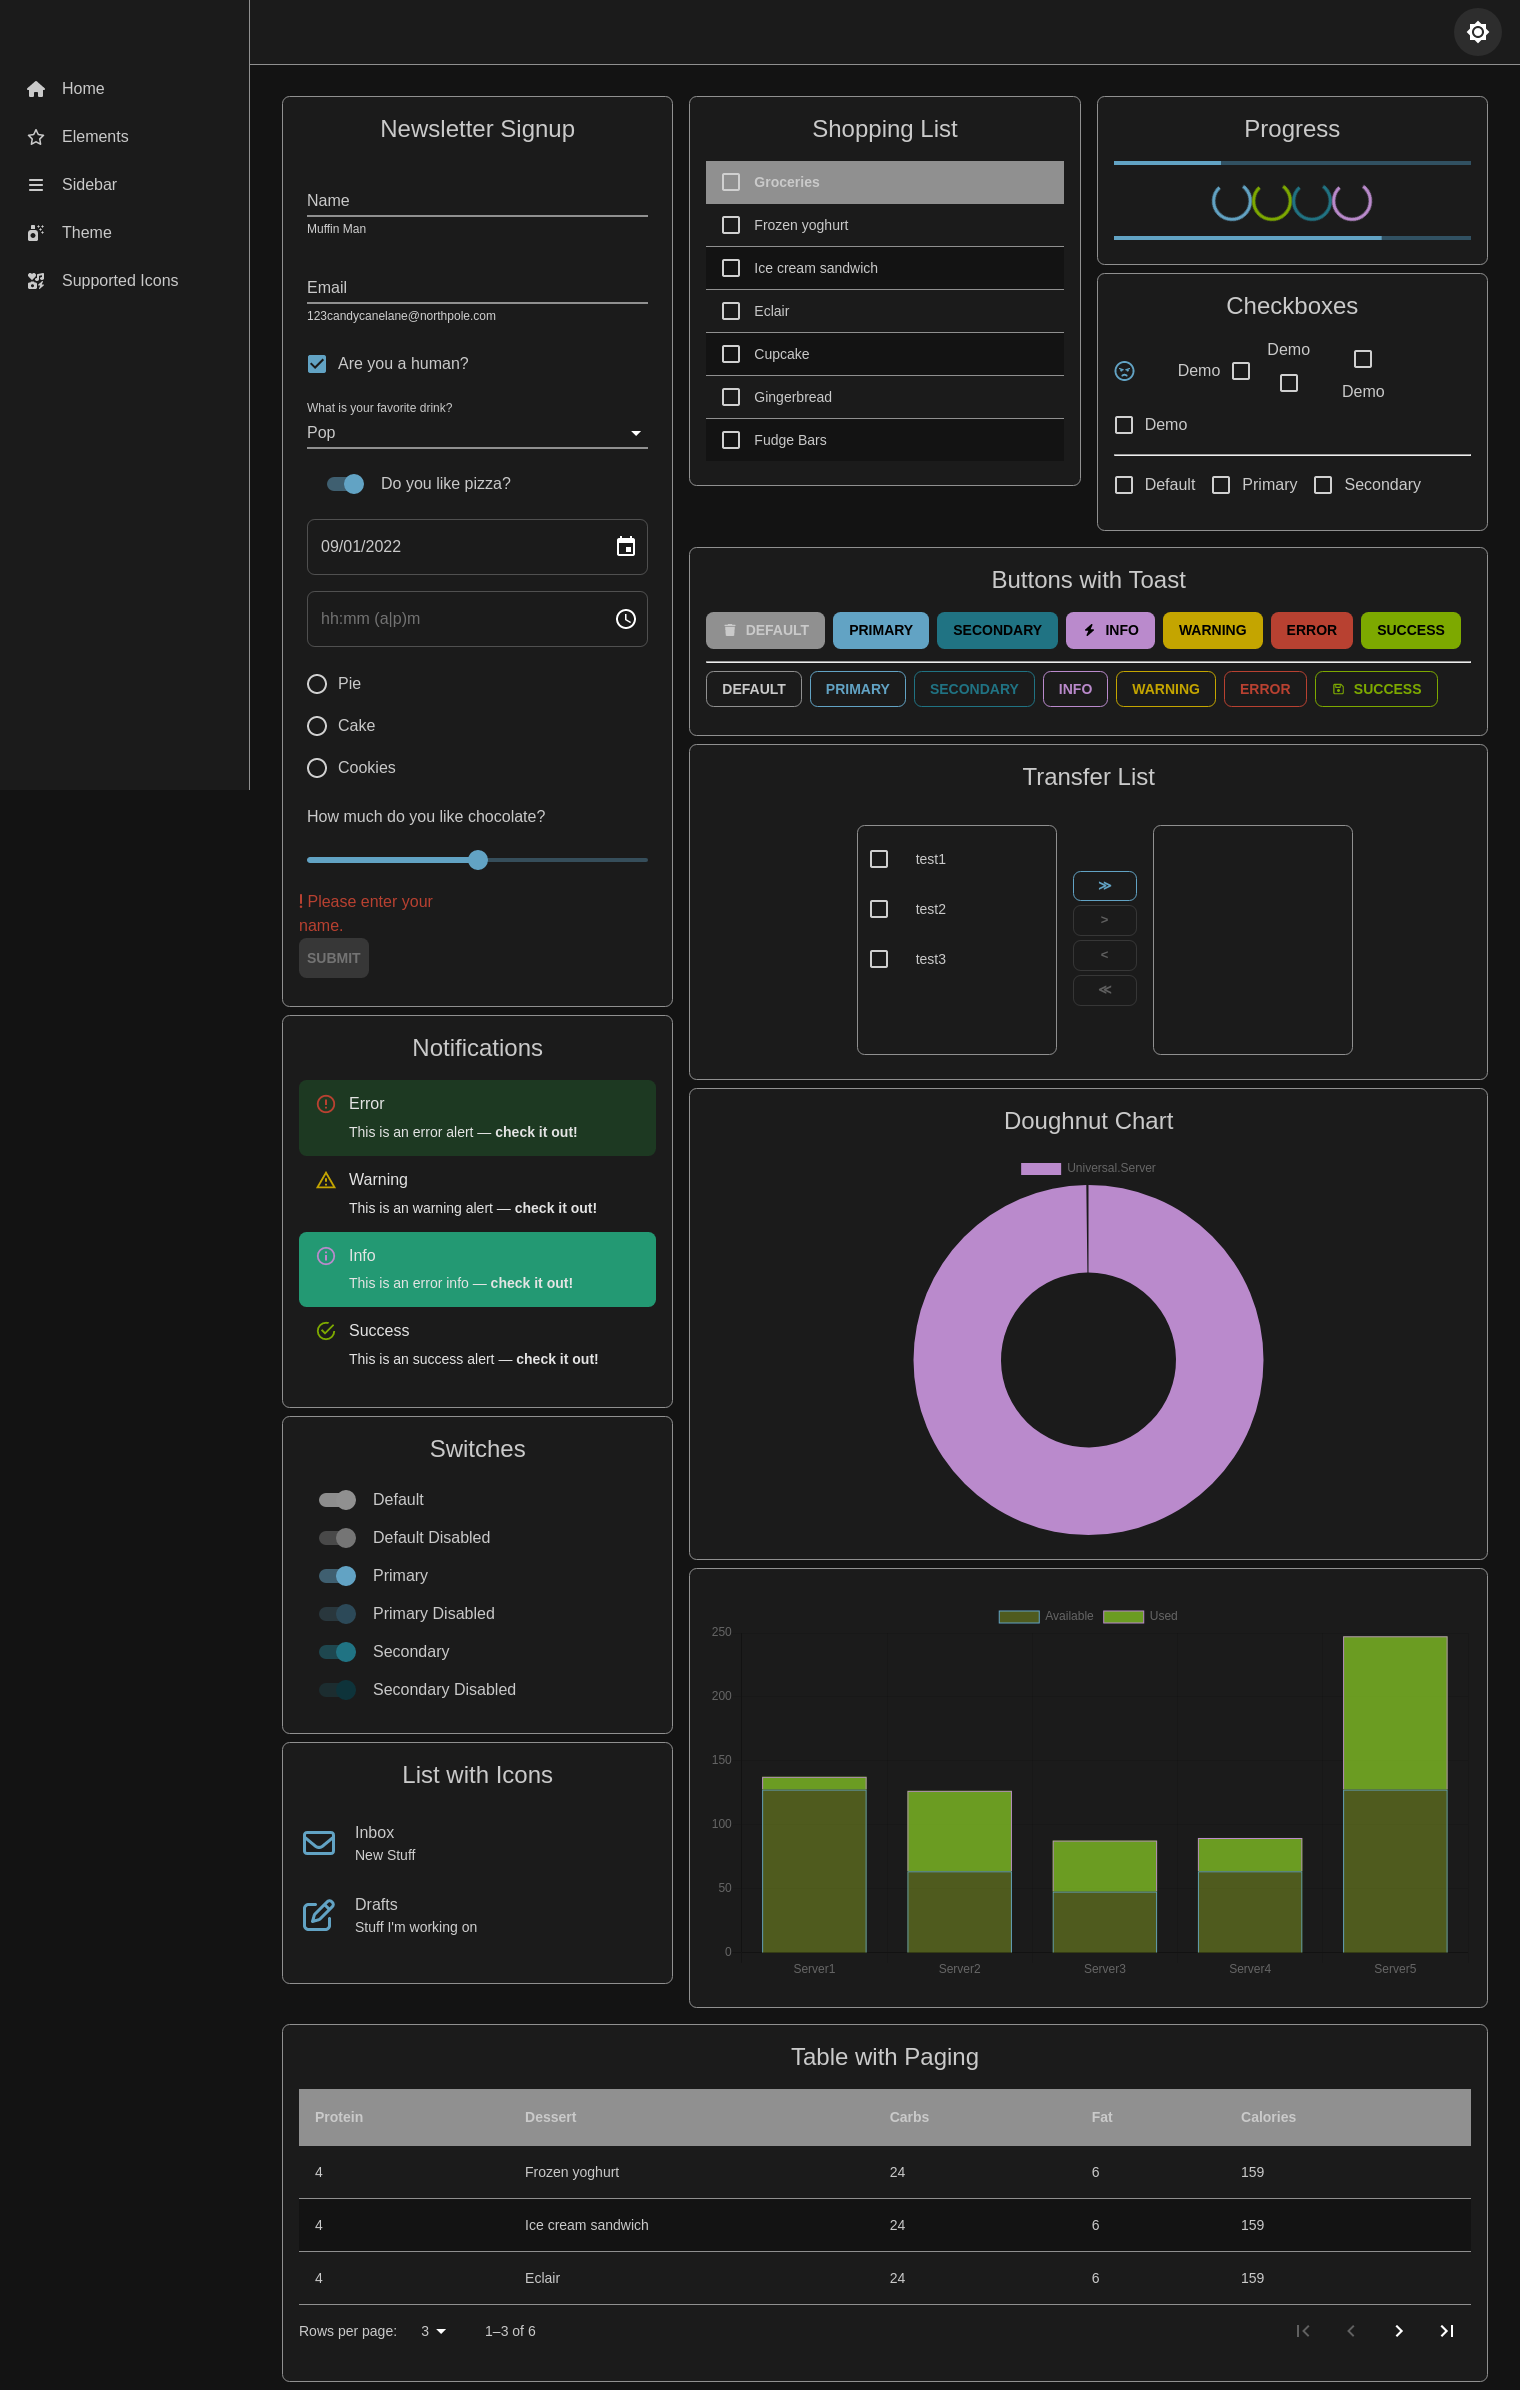 Home
Elements
Sidebar
Theme
Supported Icons
Newsletter Signup
Name
Muffin Man
Email
123candycanelane@northpole.com
Are you a human?
What is your favorite drink?
Pop
Do you like pizza?
09/01/2022
hh:mm (a|p)m
Pie
Cake
Cookies
How much do you like chocolate?
! Please enter your
name.
SUBMIT
Notifications
Error
This is an error alert — check it out!
Warning
This is an warning alert — check it out!
Info
This is an error info — check it out!
Success
This is an success alert — check it out!
Switches
Default
Default Disabled
Primary
Primary Disabled
Secondary
Secondary Disabled
List with Icons
Inbox
New Stuff
Drafts
Stuff I'm working on
Shopping List
Groceries
Frozen yoghurt
Ice cream sandwich
Eclair
Cupcake
Gingerbread
Fudge Bars
Progress
Checkboxes
Demo
Demo
Demo
Demo
Default Primary Secondary
Buttons with Toast
DEFAULT PRIMARY SECONDARY INFO WARNING ERROR SUCCESS
DEFAULT PRIMARY SECONDARY INFO WARNING ERROR SUCCESS
Transfer List
test1
test2
test3
≫
>
<
≪
Doughnut Chart
Universal.Server
Available Used
250
200
150
100
50
0
Server1 Server2 Server3 Server4 Server5
Table with Paging
Protein Dessert Carbs Fat Calories
4 Frozen yoghurt 24 6 159
4 Ice cream sandwich 24 6 159
4 Eclair 24 6 159
Rows per page: 3 1–3 of 6